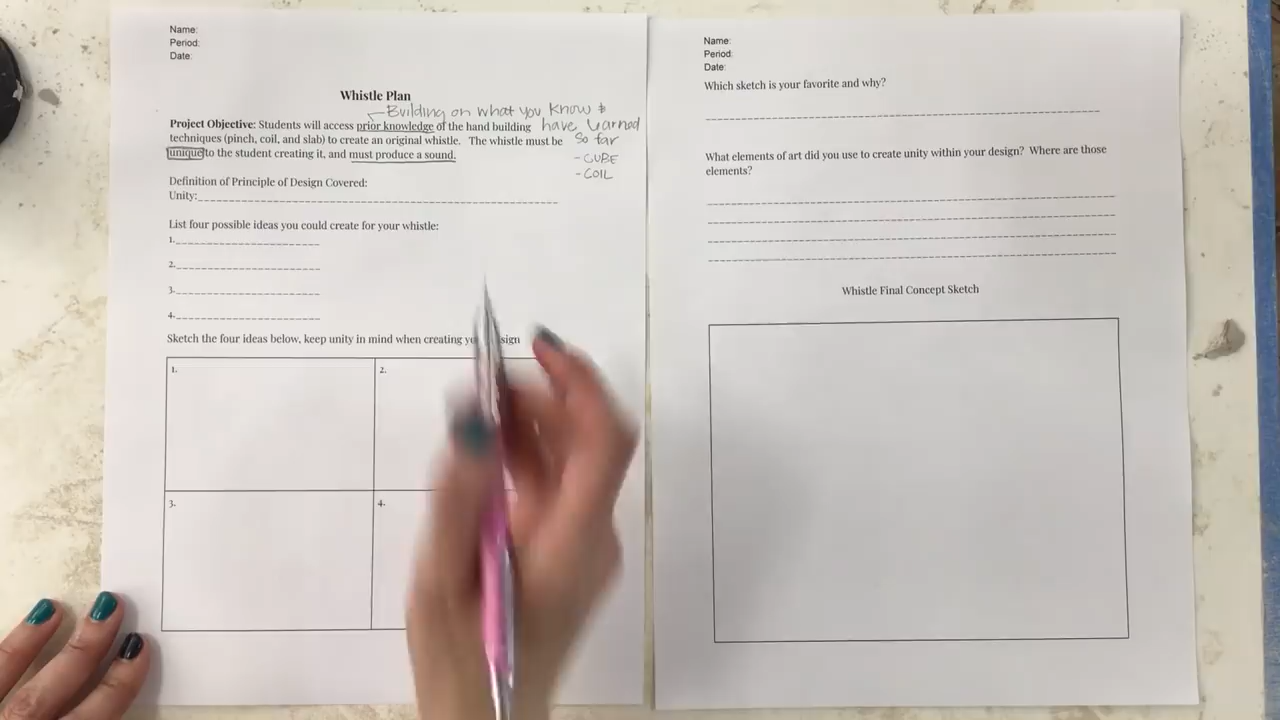 Name:
Period:
Date:
Whistle Plan
Building on what you know &
Project Objective: Students will access prior knowledge of the hand building have learned
techniques (pinch, coil, and slab) to create an original whistle. The whistle must be so far
unique to the student creating it, and must produce a sound. - CUBE
- COIL
Definition of Principle of Design Covered:
Unity:
List four possible ideas you could create for your whistle:
1.
2.
3.
4.
Sketch the four ideas below, keep unity in mind when creating sign
1.
2.
3.
4.
Name:
Period:
Date:
Which sketch is your favorite and why?
What elements of art did you use to create unity within your design? Where are those
elements?
Whistle Final Concept Sketch